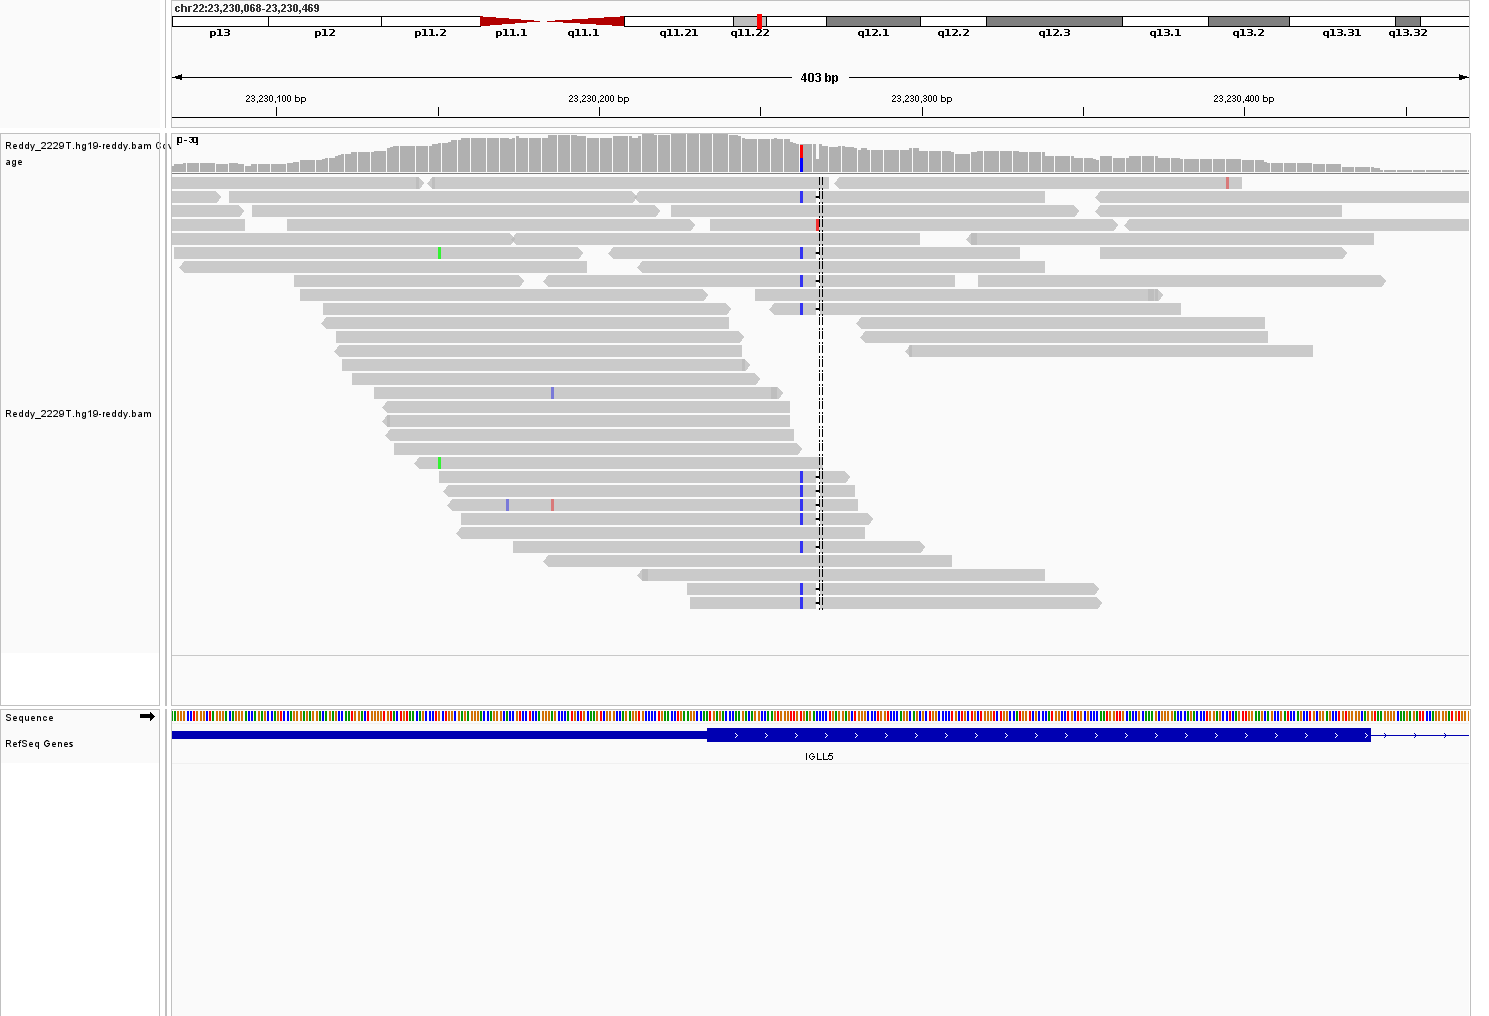 chr22:23,230,068-23,230,469
p13 p12 p11.2 p11.1 q11.1 q11.21 q11.22 q12.1 q12.2 q12.3 q13.1 q13.2 q13.31 q13.32
403 bp
23,230,100 bp 23,230,200 bp 23,230,300 bp 23,230,400 bp
[0 - 30]
Reddy_2229T.hg19-reddy.bam Cov
age
Reddy_2229T.hg19-reddy.bam
Sequence
RefSeq Genes
IGLL5